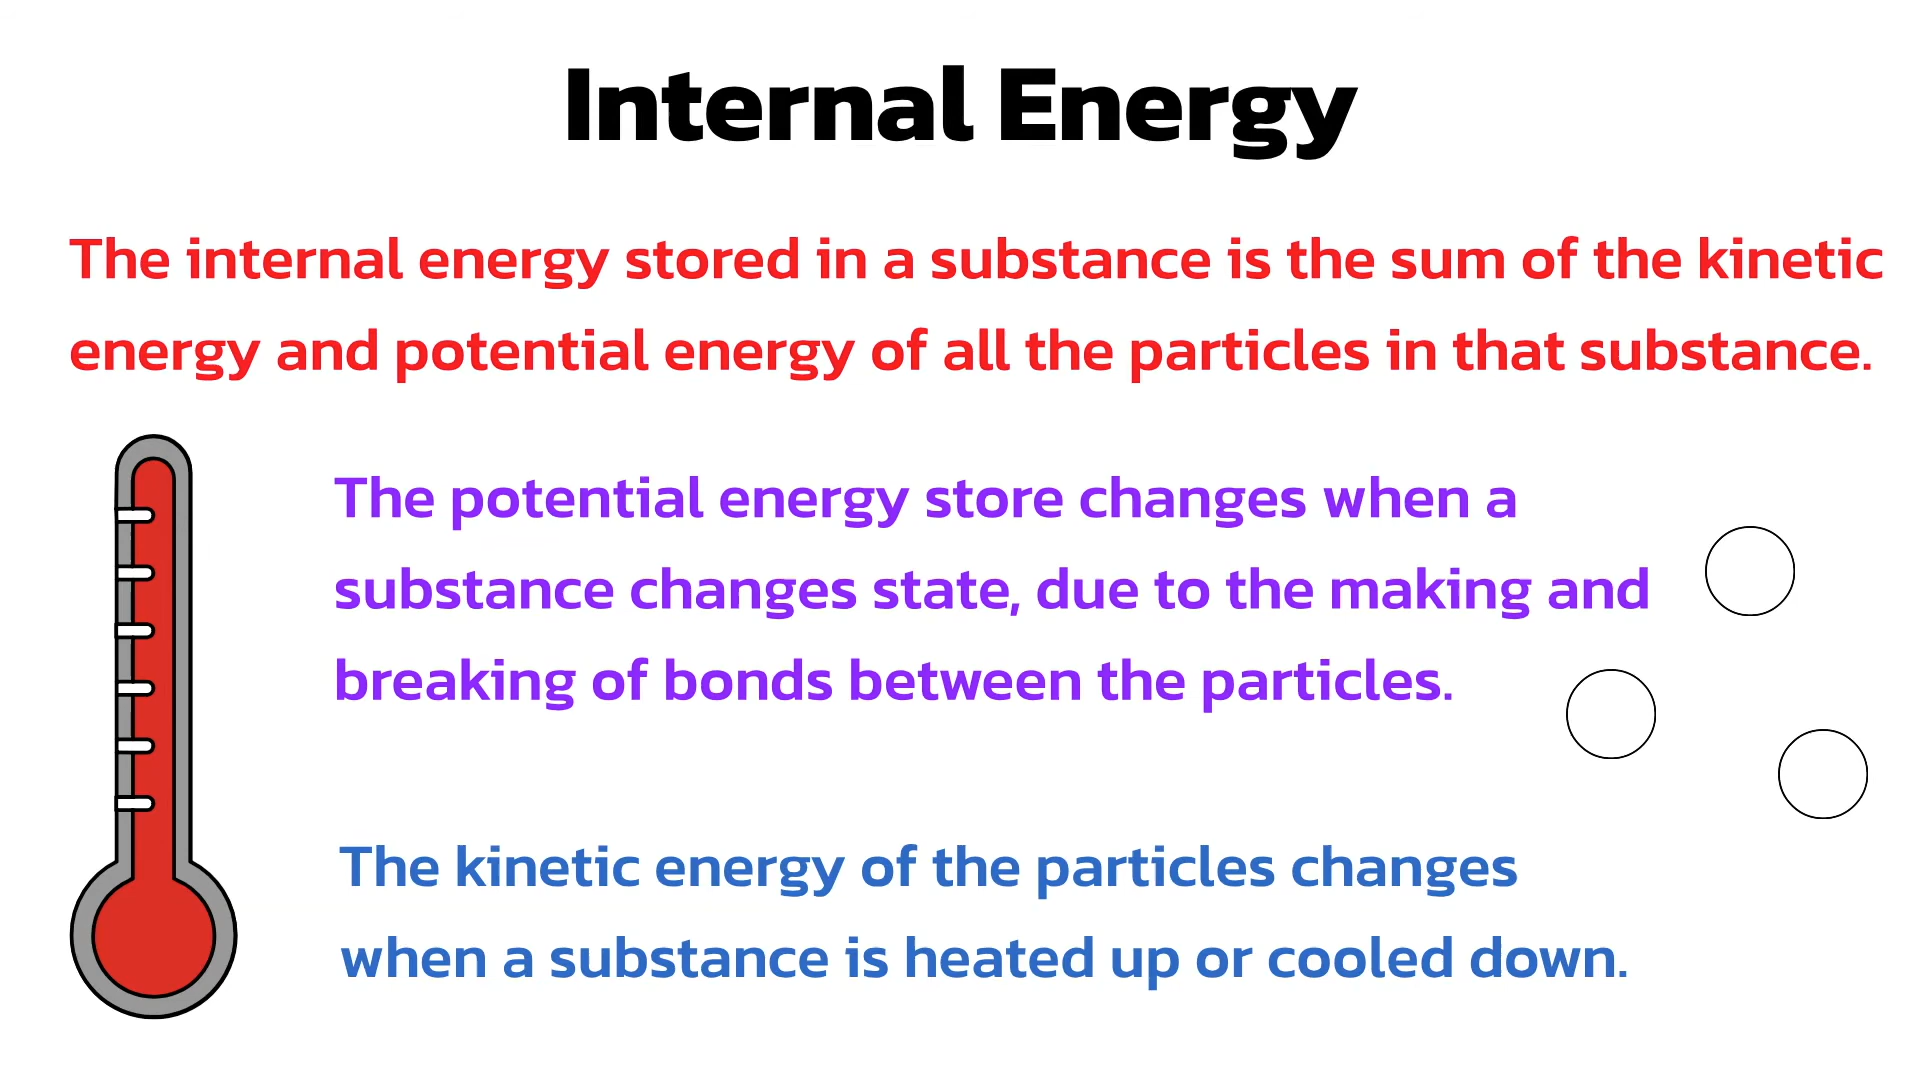 Internal Energy
The internal energy stored in a substance is the sum of the kinetic
energy and potential energy of all the particles in that substance.
The potential energy store changes when a
substance changes state, due to the making and
breaking of bonds between the particles.
The kinetic energy of the particles changes
when a substance is heated up or cooled down.